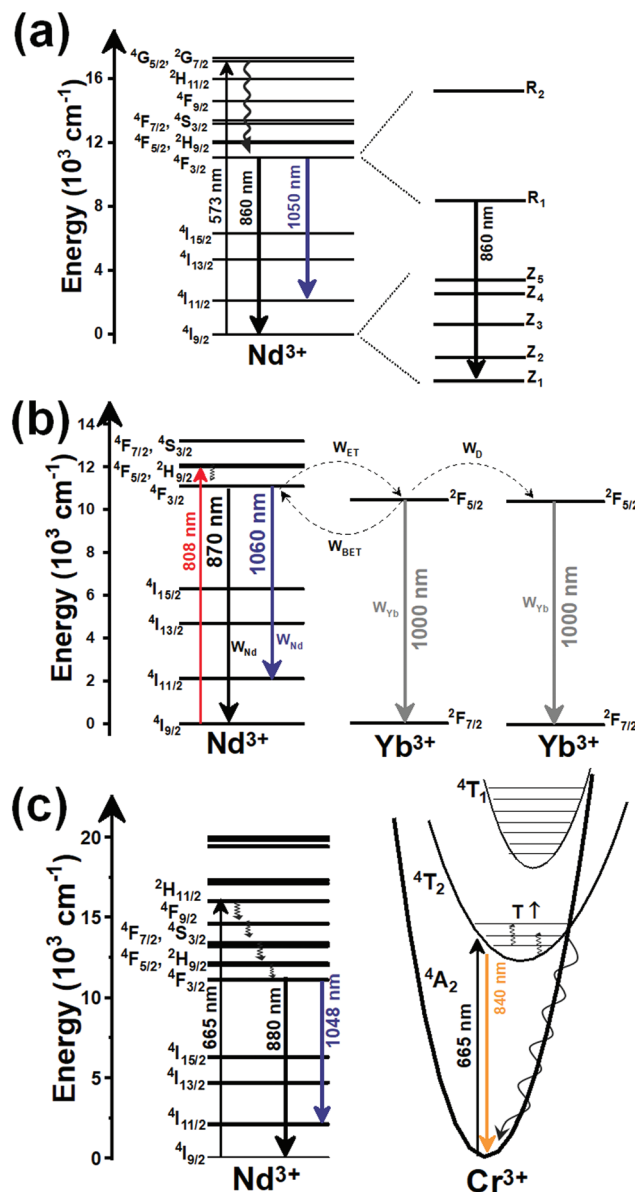 (a)
Energy (10³ cm⁻¹)
16
12
8
4
0
⁴G₅/₂, ²G₇/₂
²H₁₁/₂
⁴F₉/₂
⁴F₇/₂, ⁴S₃/₂
⁴F₅/₂, ²H₉/₂
⁴F₃/₂
⁴I₁₅/₂
⁴I₁₃/₂
⁴I₁₁/₂
⁴I₉/₂
573 nm
860 nm
1050 nm
Nd³⁺
R₂
R₁
860 nm
Z₅
Z₄
Z₃
Z₂
Z₁
(b)
Energy (10³ cm⁻¹)
14
12
10
8
6
4
2
0
⁴F₇/₂, ⁴S₃/₂
⁴F₅/₂, ²H₉/₂
⁴F₃/₂
⁴I₁₅/₂
⁴I₁₃/₂
⁴I₁₁/₂
⁴I₉/₂
808 nm
870 nm
1060 nm
W_Nd
W_Nd
Nd³⁺
W_ET
W_BET
W_D
²F₅/₂
W_Yb
1000 nm
²F₇/₂
Yb³⁺
²F₅/₂
W_Yb
1000 nm
²F₇/₂
Yb³⁺
(c)
Energy (10³ cm⁻¹)
20
15
10
5
0
²H₁₁/₂
⁴F₉/₂
⁴F₇/₂, ⁴S₃/₂
⁴F₅/₂, ²H₉/₂
⁴F₃/₂
⁴I₁₅/₂
⁴I₁₃/₂
⁴I₁₁/₂
⁴I₉/₂
665 nm
880 nm
1048 nm
Nd³⁺
⁴T₁
⁴T₂
T ↑
⁴A₂
665 nm
840 nm
Cr³⁺